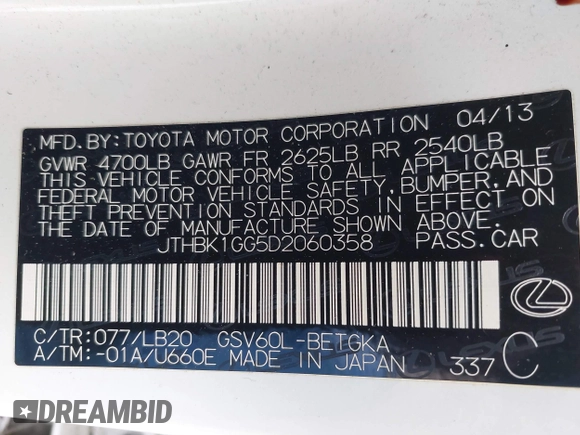 MFD.BY:TOYOTA MOTOR CORPORATION 04/13
GVWR 4700LB GAWR FR 2625LB RR 2540LB
THIS VEHICLE CONFORMS TO ALL APPLICABLE
FEDERAL MOTOR VEHICLE SAFETY, BUMPER, AND
THEFT PREVENTION STANDARDS IN EFFECT ON
THE DATE OF MANUFACTURE SHOWN ABOVE.
JTHBK1GG5D2060358 PASS.CAR
C/TR:077/LB20 GSV60L-BETGKA
A/TM:-01A/U660E MADE IN JAPAN 337 C
DREAMBID